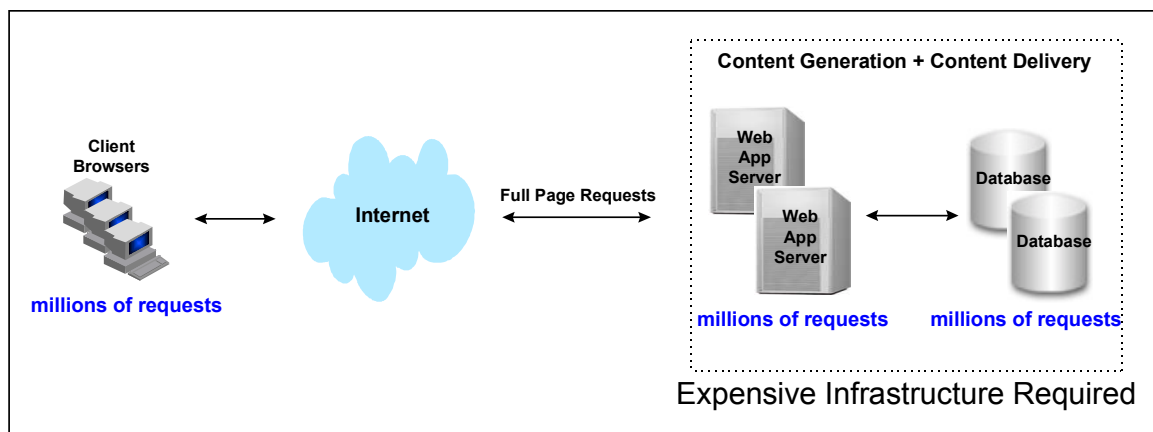 Content Generation + Content Delivery
Client
Browsers
Internet
Full Page Requests
Web
App
Server
Web
App
Server
Database
Database
millions of requests
millions of requests
millions of requests
Expensive Infrastructure Required